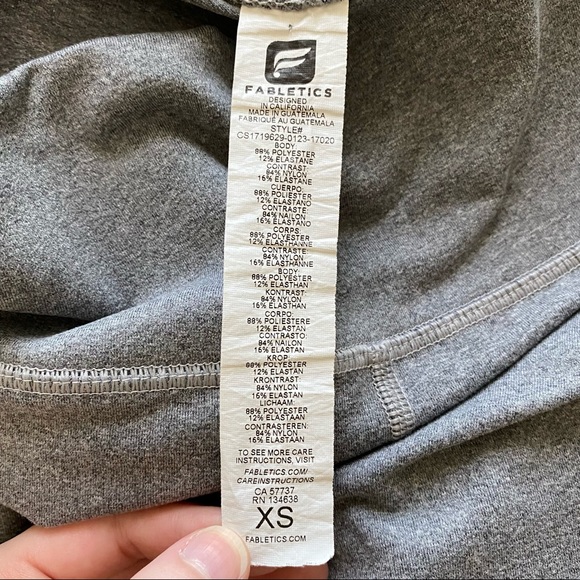 FABLETICS
DESIGNED
IN CALIFORNIA
MADE IN GUATEMALA
FABRIQUÉ AU GUATEMALA
STYLE#
CS1719629-0123-17020
BODY:
88% POLYESTER
12% ELASTANE
CONTRAST:
84% NYLON
16% ELASTANE
CUERPO:
88% POLIESTER
12% ELASTANO
CONTRASTE:
84% NAILON
16% ELASTANO
CORPS:
88% POLYESTER
12% ELASTHANNE
CONTRASTE:
84% NYLON
16% ELASTHANNE
BODY:
88% POLYESTER
12% ELASTHAN
KONTRAST:
84% NYLON
16% ELASTHAN
CORPO:
88% POLIESTERE
12% ELASTAN
CONTRASTO:
84% NAILON
16% ELASTAN
KROP:
88% POLYESTER
12% ELASTAN
KRONTRAST:
84% NYLON
16% ELASTAN
LICHAAM:
88% POLYESTER
12% ELASTAAN
CONTRASTEREN:
84% NYLON
16% ELASTAAN
TO SEE MORE CARE
INSTRUCTIONS, VISIT
FABLETICS.COM/
CAREINSTRUCTIONS
CA 57737
RN 134638
XS
FABLETICS.COM